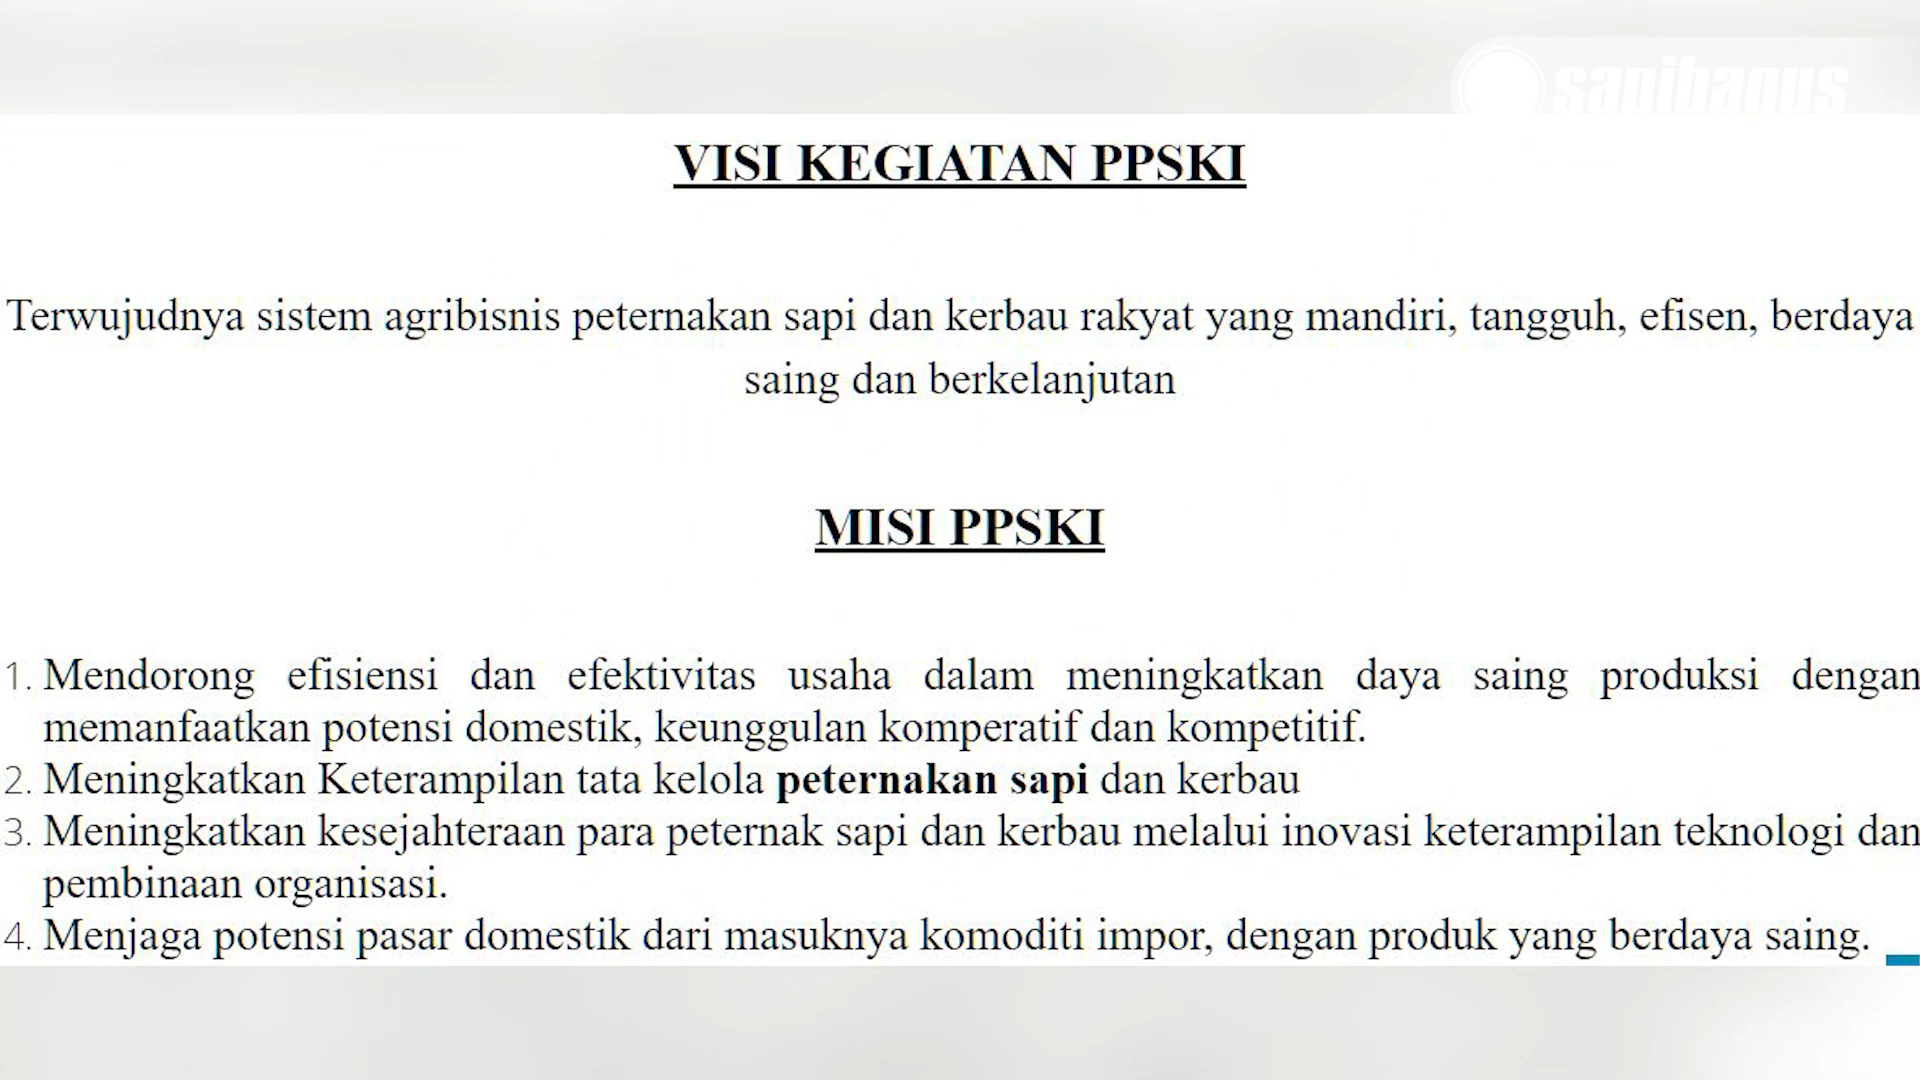 sapibagus
VISI KEGIATAN PPSKI
Terwujudnya sistem agribisnis peternakan sapi dan kerbau rakyat yang mandiri, tangguh, efisen, berdaya
saing dan berkelanjutan
MISI PPSKI
1. Mendorong efisiensi dan efektivitas usaha dalam meningkatkan daya saing produksi dengan
memanfaatkan potensi domestik, keunggulan komperatif dan kompetitif.
2. Meningkatkan Keterampilan tata kelola peternakan sapi dan kerbau
3. Meningkatkan kesejahteraan para peternak sapi dan kerbau melalui inovasi keterampilan teknologi dan
pembinaan organisasi.
4. Menjaga potensi pasar domestik dari masuknya komoditi impor, dengan produk yang berdaya saing.